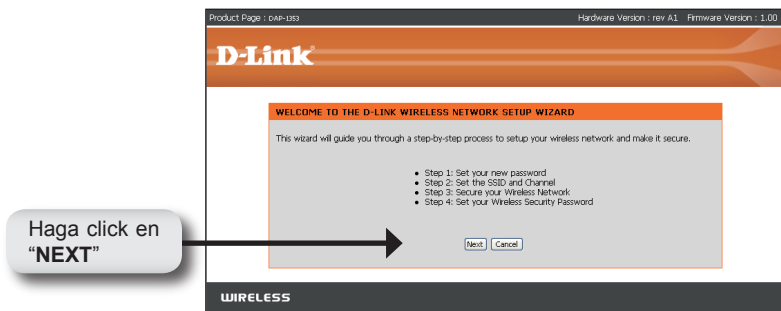 Product Page : DAP-1353 Hardware Version : rev A1 Firmware Version : 1.00
D-Link
WELCOME TO THE D-LINK WIRELESS NETWORK SETUP WIZARD
This wizard will guide you through a step-by-step process to setup your wireless network and make it secure.
• Step 1: Set your new password
• Step 2: Set the SSID and Channel
• Step 3: Secure your Wireless Network
• Step 4: Set your Wireless Security Password
Haga click en
“NEXT”
Next Cancel
WIRELESS